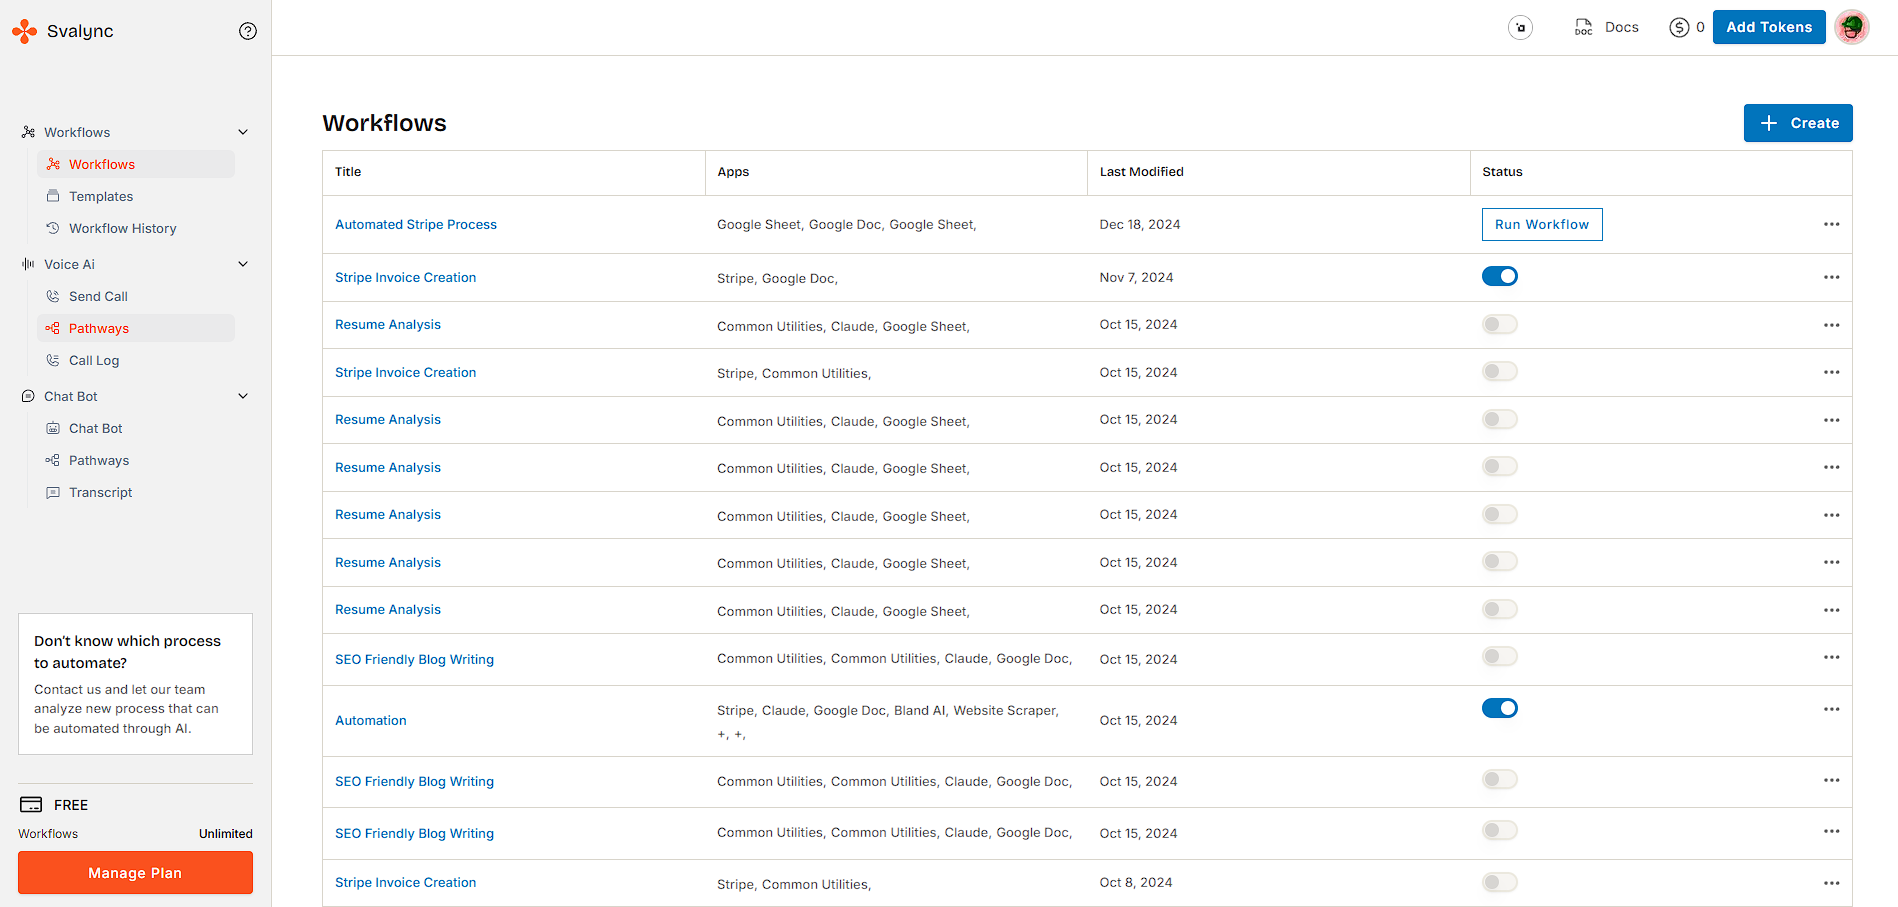 Svalync
Docs
0
Add Tokens
Workflows
Workflows
Templates
Workflow History
Voice Ai
Send Call
Pathways
Call Log
Chat Bot
Chat Bot
Pathways
Transcript
Don't know which process
to automate?
Contact us and let our team
analyze new process that can
be automated through AI.
FREE
Workflows Unlimited
Manage Plan
Workflows
+ Create
Title Apps Last Modified Status
Automated Stripe Process Google Sheet, Google Doc, Google Sheet, Dec 18, 2024 Run Workflow
Stripe Invoice Creation Stripe, Google Doc, Nov 7, 2024
Resume Analysis Common Utilities, Claude, Google Sheet, Oct 15, 2024
Stripe Invoice Creation Stripe, Common Utilities, Oct 15, 2024
Resume Analysis Common Utilities, Claude, Google Sheet, Oct 15, 2024
Resume Analysis Common Utilities, Claude, Google Sheet, Oct 15, 2024
Resume Analysis Common Utilities, Claude, Google Sheet, Oct 15, 2024
Resume Analysis Common Utilities, Claude, Google Sheet, Oct 15, 2024
Resume Analysis Common Utilities, Claude, Google Sheet, Oct 15, 2024
SEO Friendly Blog Writing Common Utilities, Common Utilities, Claude, Google Doc, Oct 15, 2024
Automation Stripe, Claude, Google Doc, Bland AI, Website Scraper, Oct 15, 2024
+, +,
SEO Friendly Blog Writing Common Utilities, Common Utilities, Claude, Google Doc, Oct 15, 2024
SEO Friendly Blog Writing Common Utilities, Common Utilities, Claude, Google Doc, Oct 15, 2024
Stripe Invoice Creation Stripe, Common Utilities, Oct 8, 2024